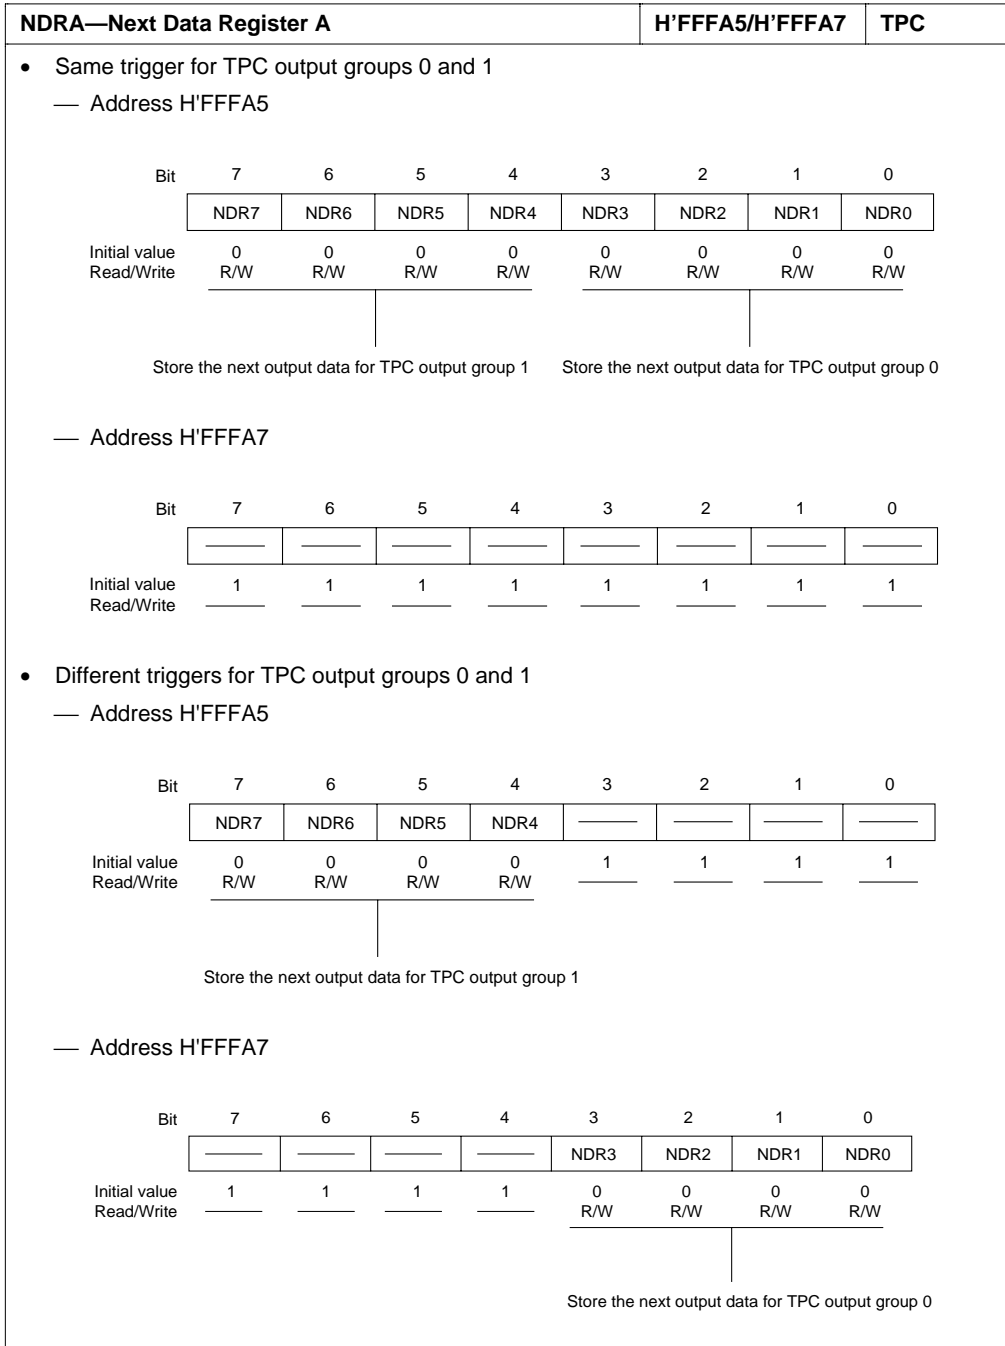 NDRA—Next Data Register A H’FFFA5/H’FFFA7 TPC
• Same trigger for TPC output groups 0 and 1
— Address H'FFFA5
Bit 7 6 5 4 3 2 1 0
NDR7 NDR6 NDR5 NDR4 NDR3 NDR2 NDR1 NDR0
Initial value 0 0 0 0 0 0 0 0
Read/Write R/W R/W R/W R/W R/W R/W R/W R/W
Store the next output data for TPC output group 1 Store the next output data for TPC output group 0
— Address H'FFFA7
Bit 7 6 5 4 3 2 1 0
— — — — — — — —
Initial value 1 1 1 1 1 1 1 1
Read/Write — — — — — — — —
• Different triggers for TPC output groups 0 and 1
— Address H'FFFA5
Bit 7 6 5 4 3 2 1 0
NDR7 NDR6 NDR5 NDR4 — — — —
Initial value 0 0 0 0 1 1 1 1
Read/Write R/W R/W R/W R/W — — — —
Store the next output data for TPC output group 1
— Address H'FFFA7
Bit 7 6 5 4 3 2 1 0
— — — — NDR3 NDR2 NDR1 NDR0
Initial value 1 1 1 1 0 0 0 0
Read/Write — — — — R/W R/W R/W R/W
Store the next output data for TPC output group 0